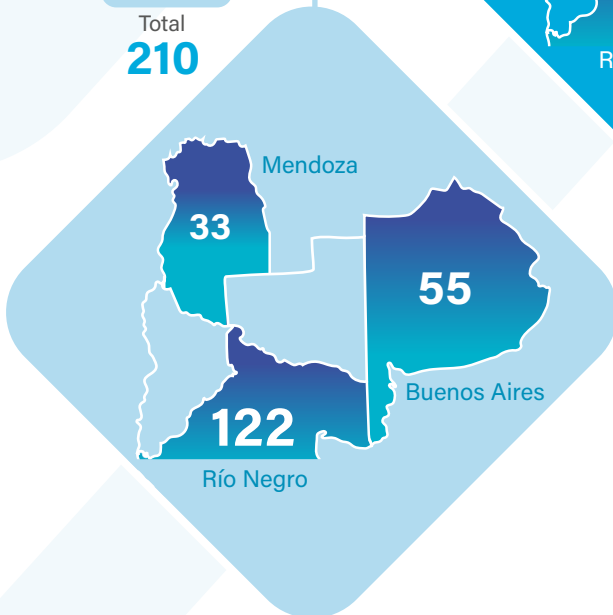 Total
210
R
Mendoza
33
55
Buenos Aires
122
Río Negro